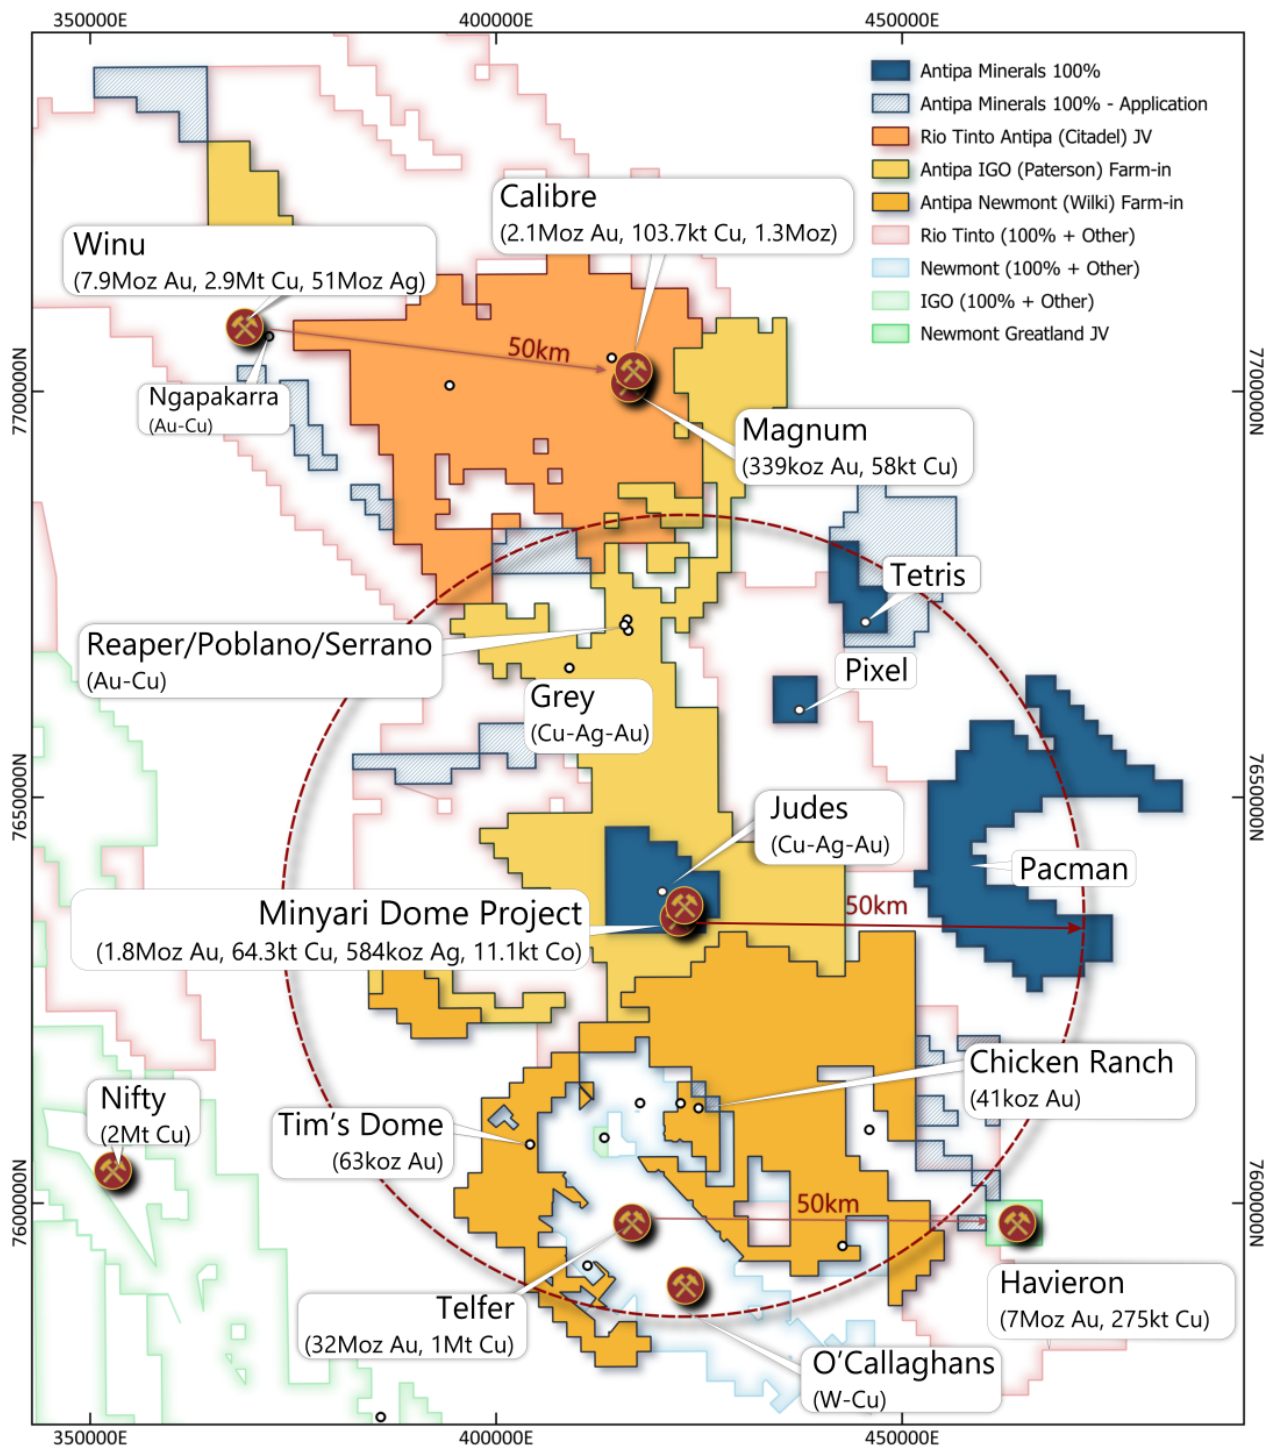 350000E
400000E
450000E
Antipa Minerals 100%
Antipa Minerals 100% - Application
Rio Tinto Antipa (Citadel) JV
Antipa IGO (Paterson) Farm-in
Antipa Newmont (Wilki) Farm-in
Rio Tinto (100% + Other)
Newmont (100% + Other)
IGO (100% + Other)
Newmont Greatland JV
Calibre
(2.1Moz Au, 103.7kt Cu, 1.3Moz)
Winu
(7.9Moz Au, 2.9Mt Cu, 51Moz Ag)
50km
7700000N
7700000N
Ngapakarra
(Au-Cu)
Magnum
(339koz Au, 58kt Cu)
Tetris
Reaper/Poblano/Serrano
(Au-Cu)
Pixel
Grey
(Cu-Ag-Au)
7650000N
7650000N
Judes
(Cu-Ag-Au)
Pacman
50km
Minyari Dome Project
(1.8Moz Au, 64.3kt Cu, 584koz Ag, 11.1kt Co)
Chicken Ranch
(41koz Au)
Nifty
(2Mt Cu)
Tim's Dome
(63koz Au)
7600000N
7600000N
50km
Havieron
(7Moz Au, 275kt Cu)
Telfer
(32Moz Au, 1Mt Cu)
O'Callaghans
(W-Cu)
350000E
400000E
450000E